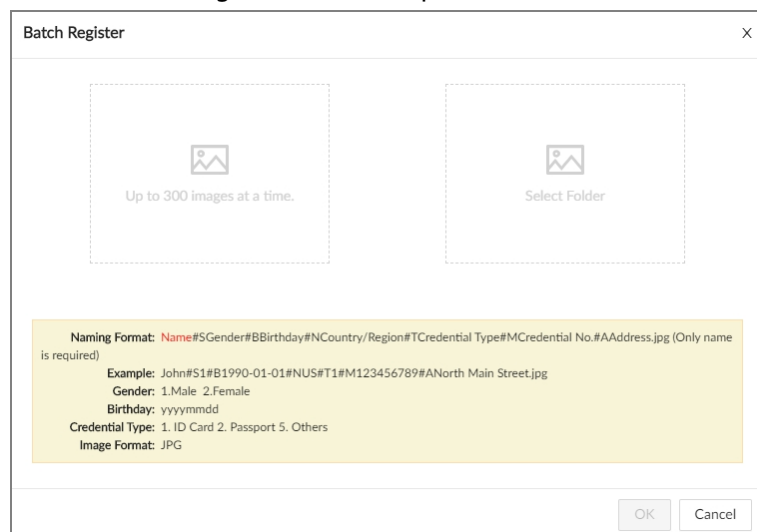 Batch Register X
Up to 300 images at a time. Select Folder
Naming Format: Name#SGender#BBirthday#NCountry/Region#TCredential Type#MCredential No.#AAddress.jpg (Only name
is required)
Example: John#S1#B1990-01-01#NUS#T1#M123456789#ANorth Main Street.jpg
Gender: 1.Male 2.Female
Birthday: yyyymmdd
Credential Type: 1. ID Card 2. Passport 5. Others
Image Format: JPG
OK Cancel